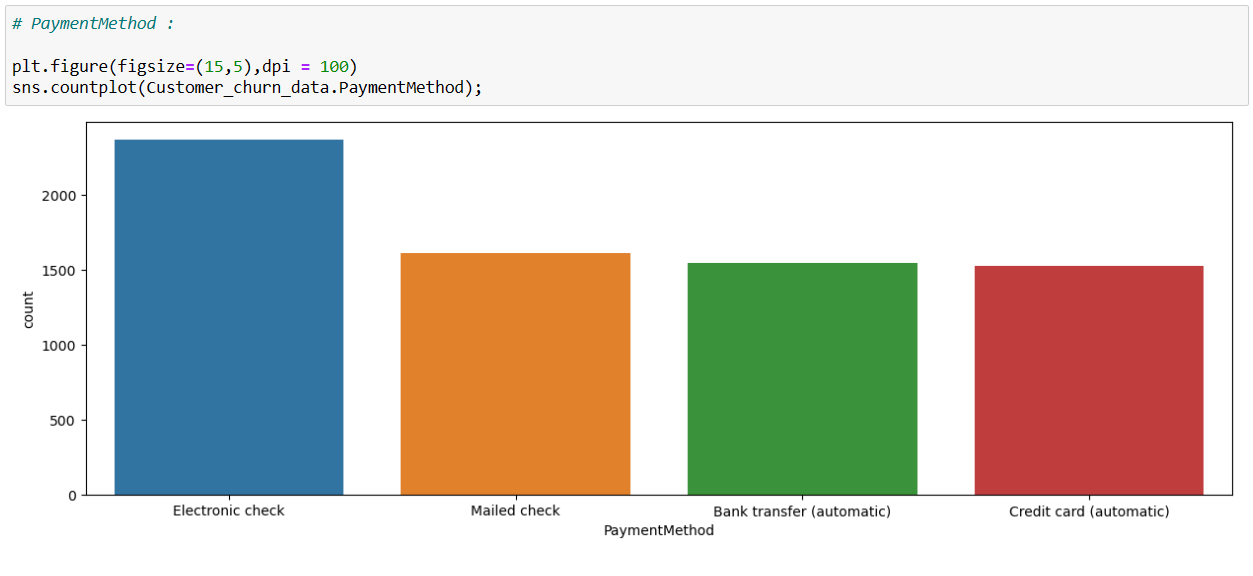 # PaymentMethod :
plt.figure(figsize=(15,5),dpi = 100)
sns.countplot(Customer_churn_data.PaymentMethod);
2000
1500
1000
500
0
count
Electronic check
Mailed check
Bank transfer (automatic)
Credit card (automatic)
PaymentMethod